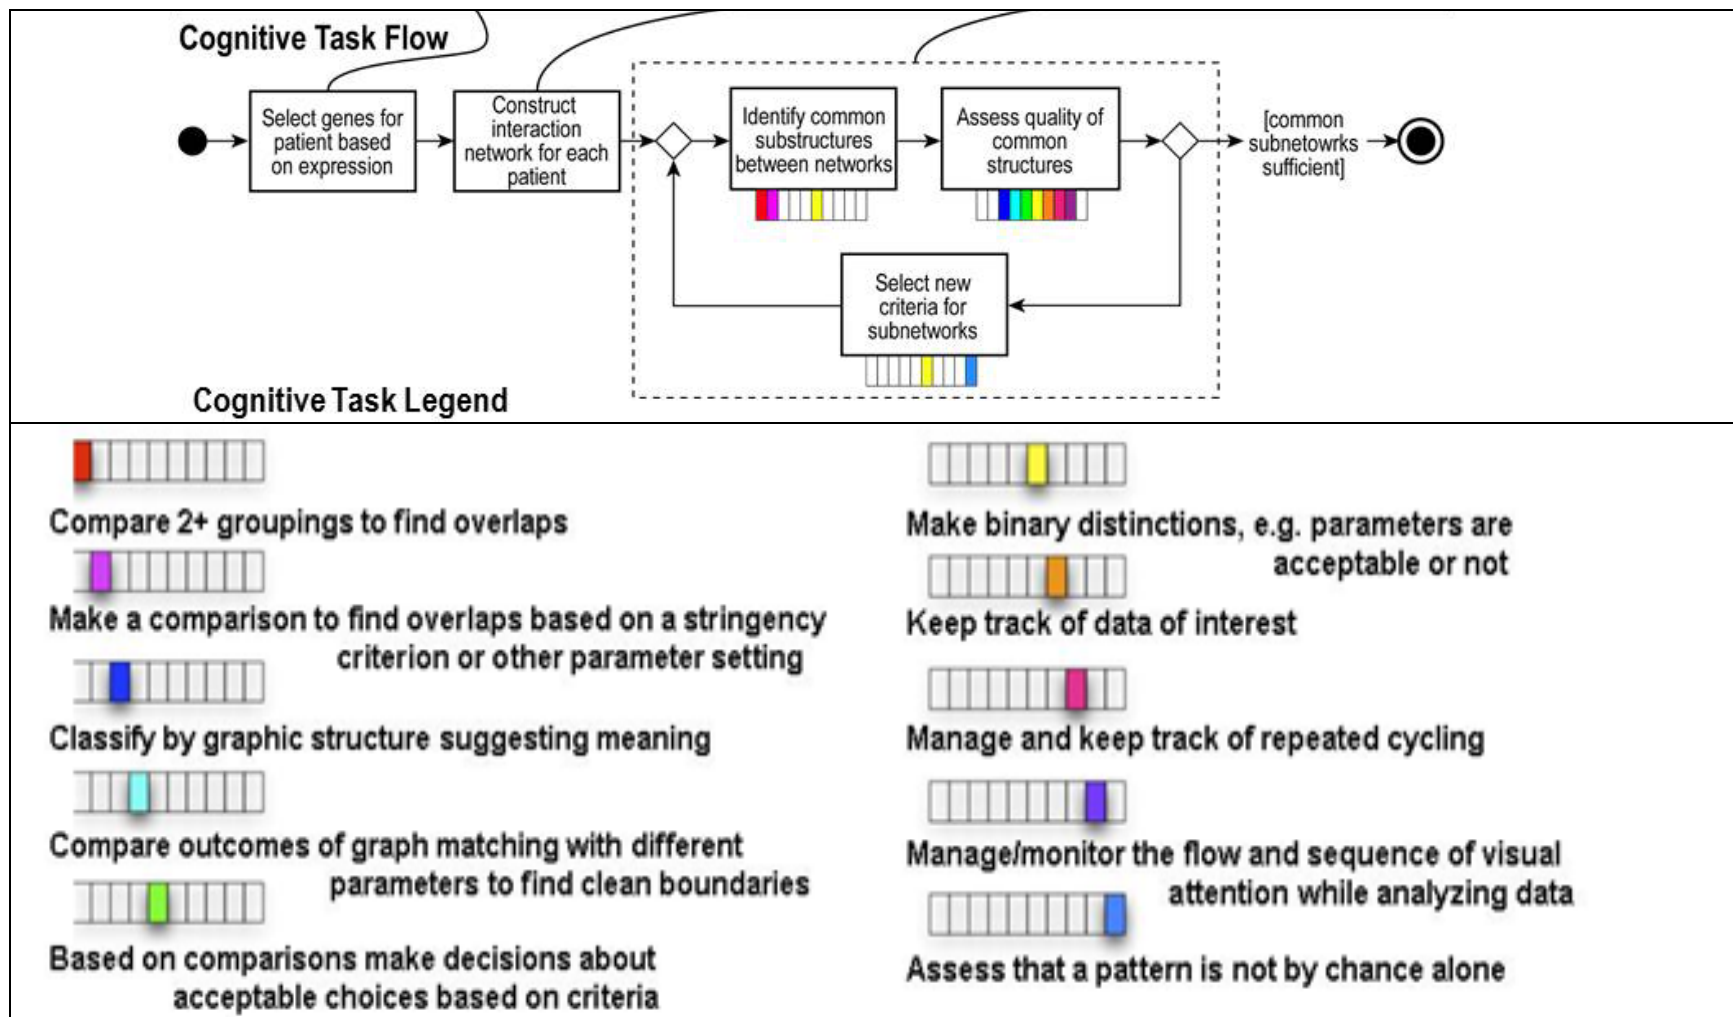 Cognitive Task Flow
Select genes for
patient based
on expression
Construct
interaction
network for each
patient
Identify common
substructures
between networks
Assess quality of
common
structures
[common
subnetowrks
sufficient]
Select new
criteria for
subnetworks
Cognitive Task Legend
Compare 2+ groupings to find overlaps
Make a comparison to find overlaps based on a stringency
criterion or other parameter setting
Classify by graphic structure suggesting meaning
Compare outcomes of graph matching with different
parameters to find clean boundaries
Based on comparisons make decisions about
acceptable choices based on criteria
Make binary distinctions, e.g. parameters are
acceptable or not
Keep track of data of interest
Manage and keep track of repeated cycling
Manage/monitor the flow and sequence of visual
attention while analyzing data
Assess that a pattern is not by chance alone